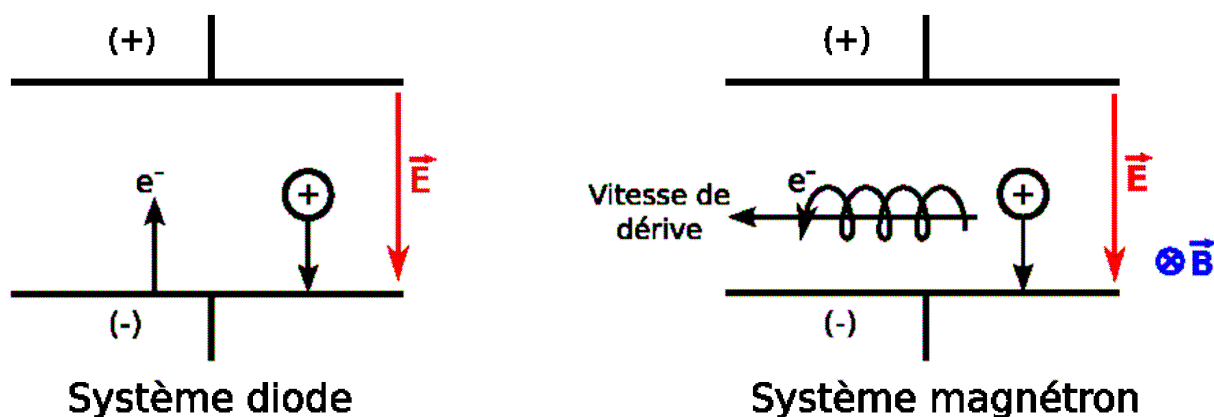 (+)
e⁻
+
E
(-)
Système diode
(+)
Vitesse de
dérive
e⁻
+
E
B
(-)
Système magnétron